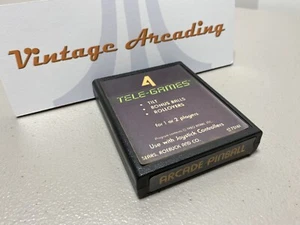 Vintage Arcading
4
TELE-GAMES
• TILT
• BONUS BALLS
• ROLLOVERS
for 1 or 2 players
Use with Joystick Controllers
SEARS, ROEBUCK AND CO.
ARCADE PINBALL